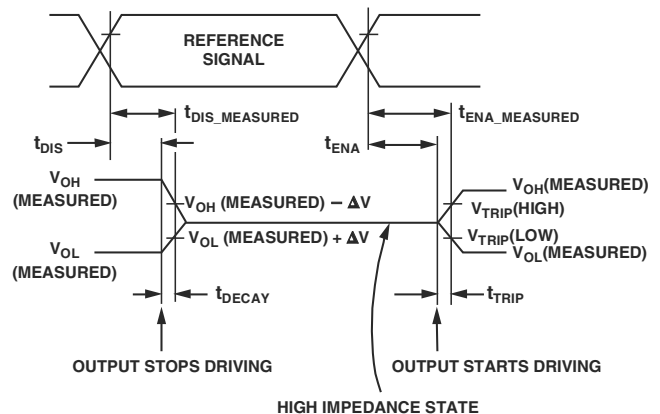 REFERENCE
SIGNAL
tDIS_MEASURED
tENA_MEASURED
tDIS
tENA
VOH
(MEASURED)
VOH (MEASURED) – ΔV
VOH(MEASURED)
VTRIP(HIGH)
VOL
(MEASURED)
VOL (MEASURED) + ΔV
VTRIP(LOW)
VOL(MEASURED)
tDECAY
tTRIP
OUTPUT STOPS DRIVING
OUTPUT STARTS DRIVING
HIGH IMPEDANCE STATE